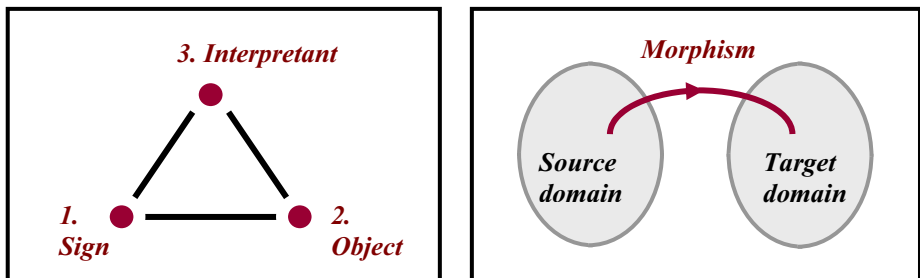 3. Interpretant
1.
Sign
2.
Object
Morphism
Source
domain
Target
domain